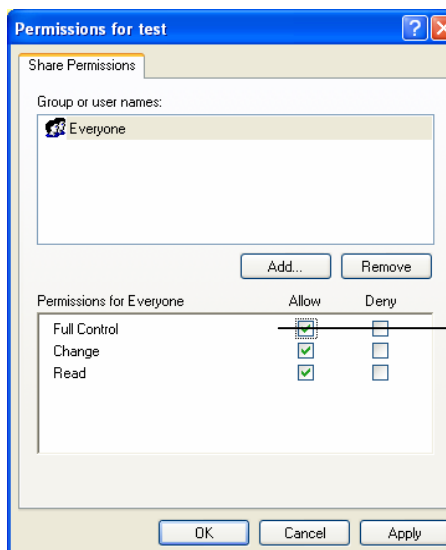 Permissions for test
Share Permissions
Group or user names:
Everyone
Add... Remove
Permissions for Everyone Allow Deny
Full Control
Change
Read
OK Cancel Apply